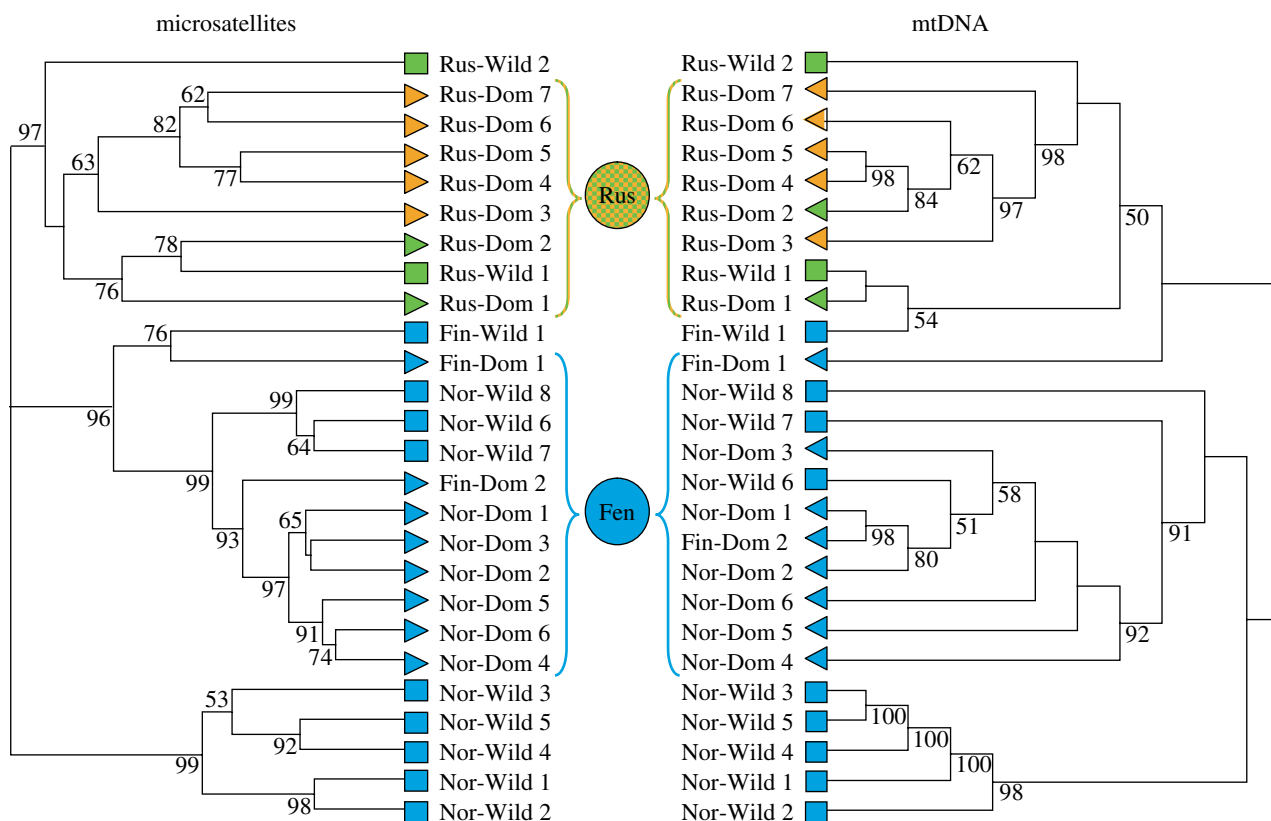 microsatellites mtDNA
Rus-Wild 2 Rus-Wild 2
62 Rus-Dom 7 Rus-Dom 7
97 82 Rus-Dom 6 Rus-Dom 6
63 Rus-Dom 5 Rus-Dom 5 98 62 98
77 Rus-Dom 4 Rus Rus-Dom 4 84
Rus-Dom 3 Rus-Dom 2 97 50
78 Rus-Dom 2 Rus-Dom 3
76 Rus-Wild 1 Rus-Wild 1
Rus-Dom 1 Rus-Dom 1 54
76 Fin-Wild 1 Fin-Wild 1
Fin-Dom 1 Fin-Dom 1
96 99 Nor-Wild 8 Nor-Wild 8
Nor-Wild 6 Nor-Wild 7
64 Nor-Wild 7 Nor-Dom 3
99 Fin-Dom 2 Nor-Wild 6 58
65 Nor-Dom 1 Fen Nor-Dom 1 51 91
93 Nor-Dom 3 Fin-Dom 2 98 80
97 Nor-Dom 2 Nor-Dom 2
Nor-Dom 5 Nor-Dom 6
91 Nor-Dom 6 Nor-Dom 5 92
74 Nor-Dom 4 Nor-Dom 4
53 Nor-Wild 3 Nor-Wild 3
Nor-Wild 5 Nor-Wild 5 100
99 92 Nor-Wild 4 Nor-Wild 4 100
Nor-Wild 1 Nor-Wild 1 100
98 Nor-Wild 2 Nor-Wild 2 98